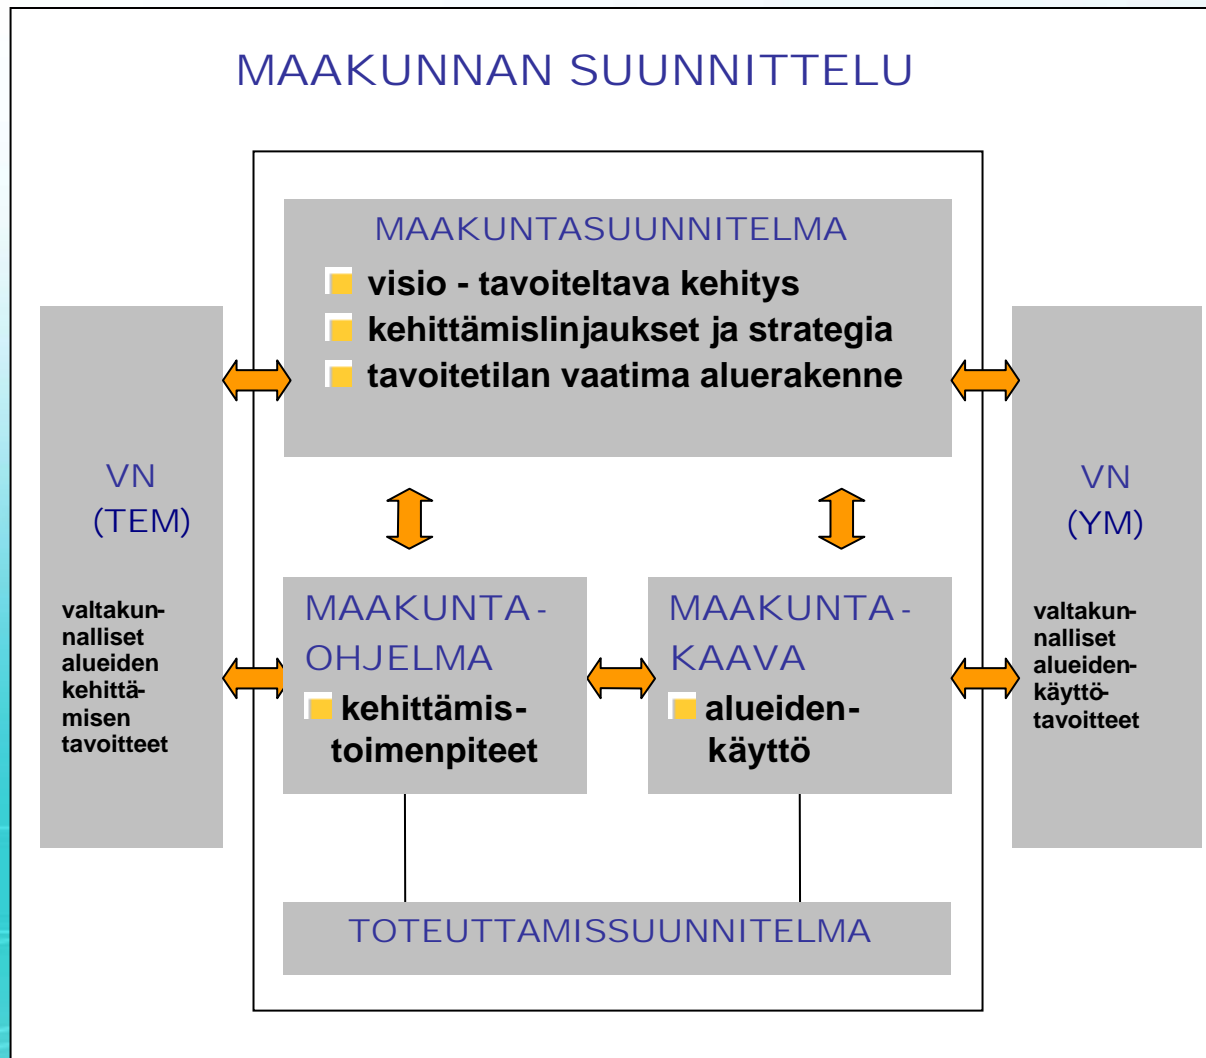 MAAKUNNAN SUUNNITTELU
MAAKUNTASUUNNITELMA
visio - tavoiteltava kehitys
kehittämislinjaukset ja strategia
tavoitetilan vaatima aluerakenne
VN
(TEM)
valtakun-
nalliset
alueiden
kehittä-
misen
tavoitteet
MAAKUNTA-
OHJELMA
kehittämis-
toimenpiteet
MAAKUNTA-
KAAVA
alueiden-
käyttö
VN
(YM)
valtakun-
nalliset
alueiden-
käyttö-
tavoitteet
TOTEUTTAMISSUUNNITELMA